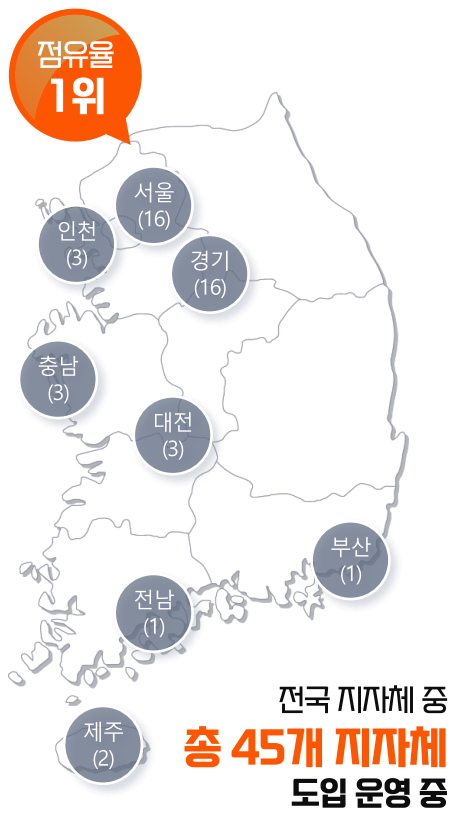 점유율
1위
서울
(16)
인천
(3)
경기
(16)
충남
(3)
대전
(3)
부산
(1)
전남
(1)
제주
(2)
전국 지자체 중
총 45개 지자체
도입 운영 중